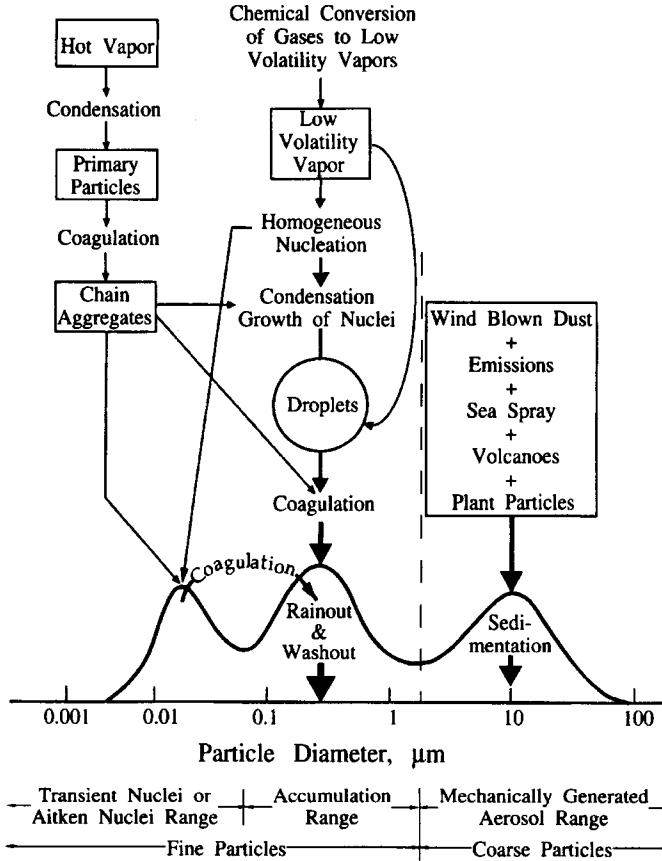 Hot Vapor
Condensation
Primary
Particles
Coagulation
Chain
Aggregates
Chemical Conversion
of Gases to Low
Volatility Vapors
Low
Volatility
Vapor
Homogeneous
Nucleation
Condensation
Growth of Nuclei
Droplets
Coagulation
Wind Blown Dust
+
Emissions
+
Sea Spray
+
Volcanoes
+
Plant Particles
Coagulation
Rainout
&
Washout
Sedi-
mentation
0.001 0.01 0.1 1 10 100
Particle Diameter, μm
Transient Nuclei or
Aitken Nuclei Range
Accumulation
Range
Mechanically Generated
Aerosol Range
Fine Particles
Coarse Particles